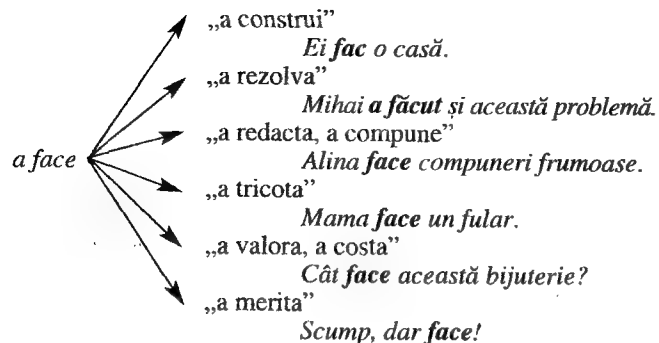 „a construi”
Ei fac o casă.
„a rezolva”
Mihai a făcut și această problemă.
„a redacta, a compune”
a face
Alina face compuneri frumoase.
„a tricota”
Mama face un fular.
„a valora, a costa”
Cât face această bijuterie?
„a merita”
Scump, dar face!